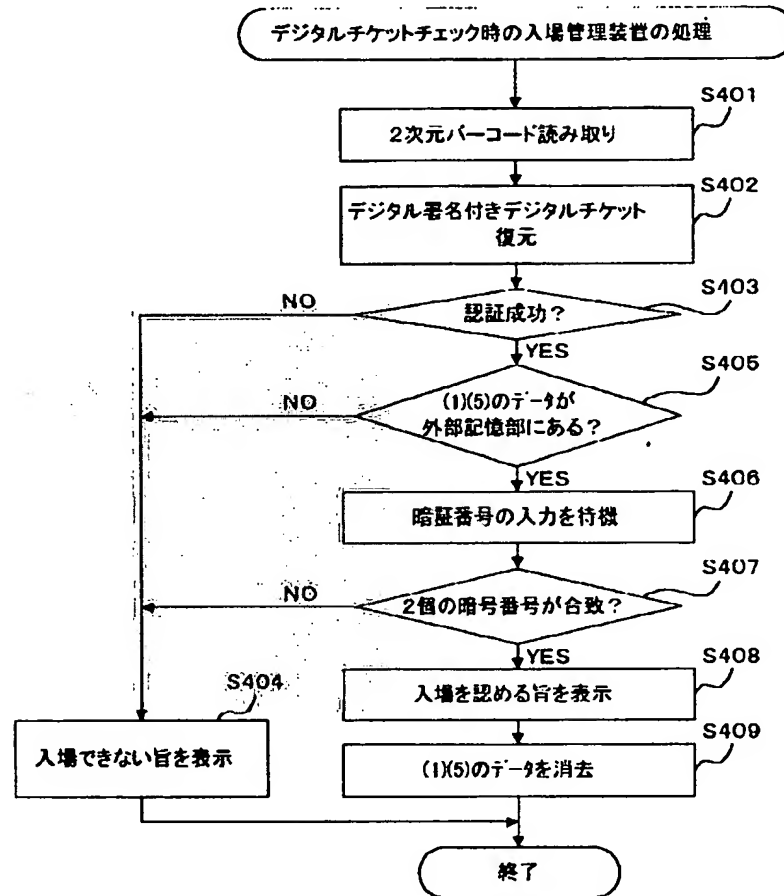 デジタルチケットチェック時の入場管理装置の処理
S401
2次元バーコード読み取り
S402
デジタル署名付きデジタルチケット
復元
S403
認証成功?
NO
YES
S405
(1)(5)のデータが
外部記憶部にある?
NO
YES
S406
暗証番号の入力を待機
S407
2個の暗号番号が合致?
NO
YES
S408
入場を認める旨を表示
S404
入場できない旨を表示
S409
(1)(5)のデータを消去
終了